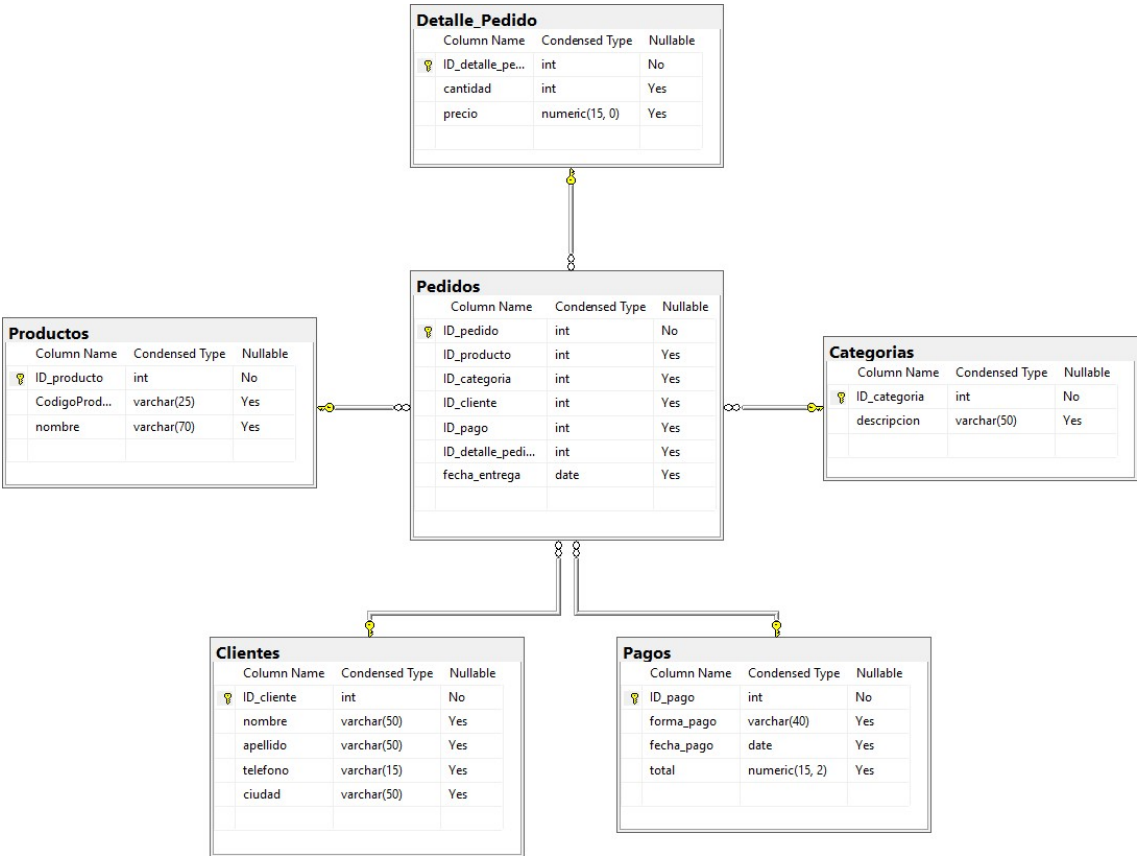 Detalle_Pedido
Column Name Condensed Type Nullable
ID_detalle_pe... int No
cantidad int Yes
precio numeric(15, 0) Yes
Pedidos
Column Name Condensed Type Nullable
ID_pedido int No
ID_producto int Yes
ID_categoria int Yes
ID_cliente int Yes
ID_pago int Yes
ID_detalle_pedi... int Yes
fecha_entrega date Yes
Productos
Column Name Condensed Type Nullable
ID_producto int No
CodigoProd... varchar(25) Yes
nombre varchar(70) Yes
Categorias
Column Name Condensed Type Nullable
ID_categoria int No
descripcion varchar(50) Yes
Clientes
Column Name Condensed Type Nullable
ID_cliente int No
nombre varchar(50) Yes
apellido varchar(50) Yes
telefono varchar(15) Yes
ciudad varchar(50) Yes
Pagos
Column Name Condensed Type Nullable
ID_pago int No
forma_pago varchar(40) Yes
fecha_pago date Yes
total numeric(15, 2) Yes